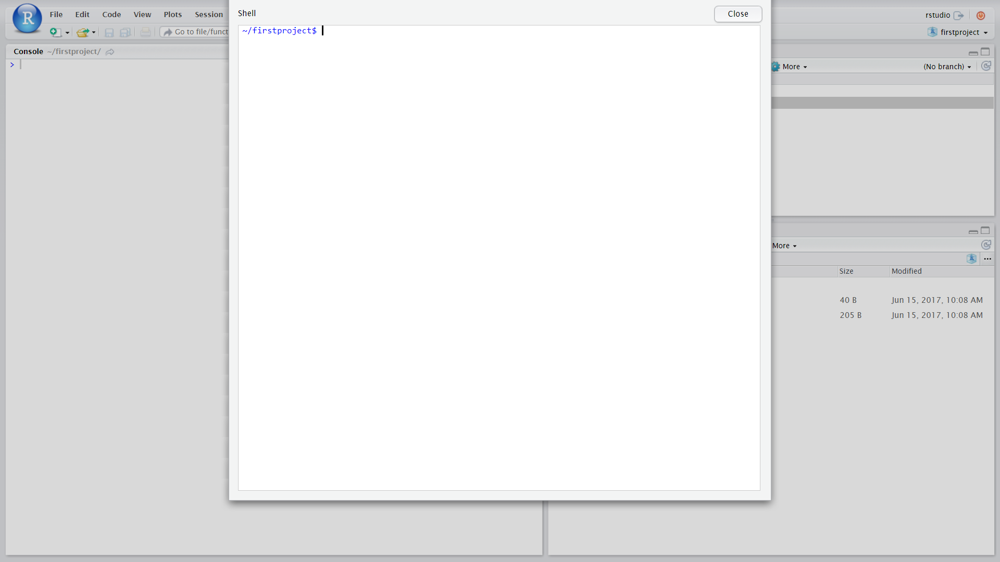 Shell
Close
~/firstproject$
R
File Edit Code View Plots Session
Go to file/funct
rstudio
firstproject
Console ~/firstproject/
>
More
(No branch)
More
R
...
Size Modified
40 B Jun 15, 2017, 10:08 AM
205 B Jun 15, 2017, 10:08 AM